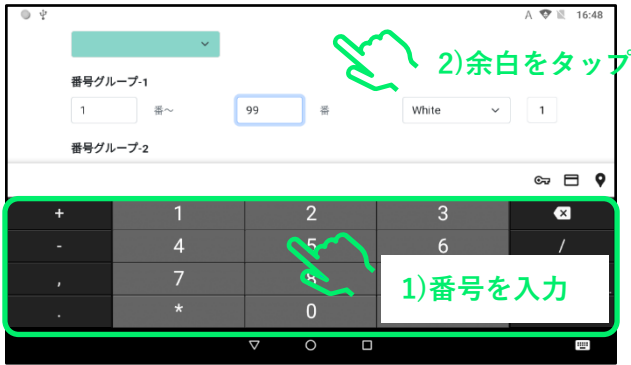 A 16:48
2)余白をタップ
番号グループ-1
1 番～ 99 番 White 1
番号グループ-2
+ 1 2 3
- 4 5 6 /
, 7 8
1)番号を入力
. * 0